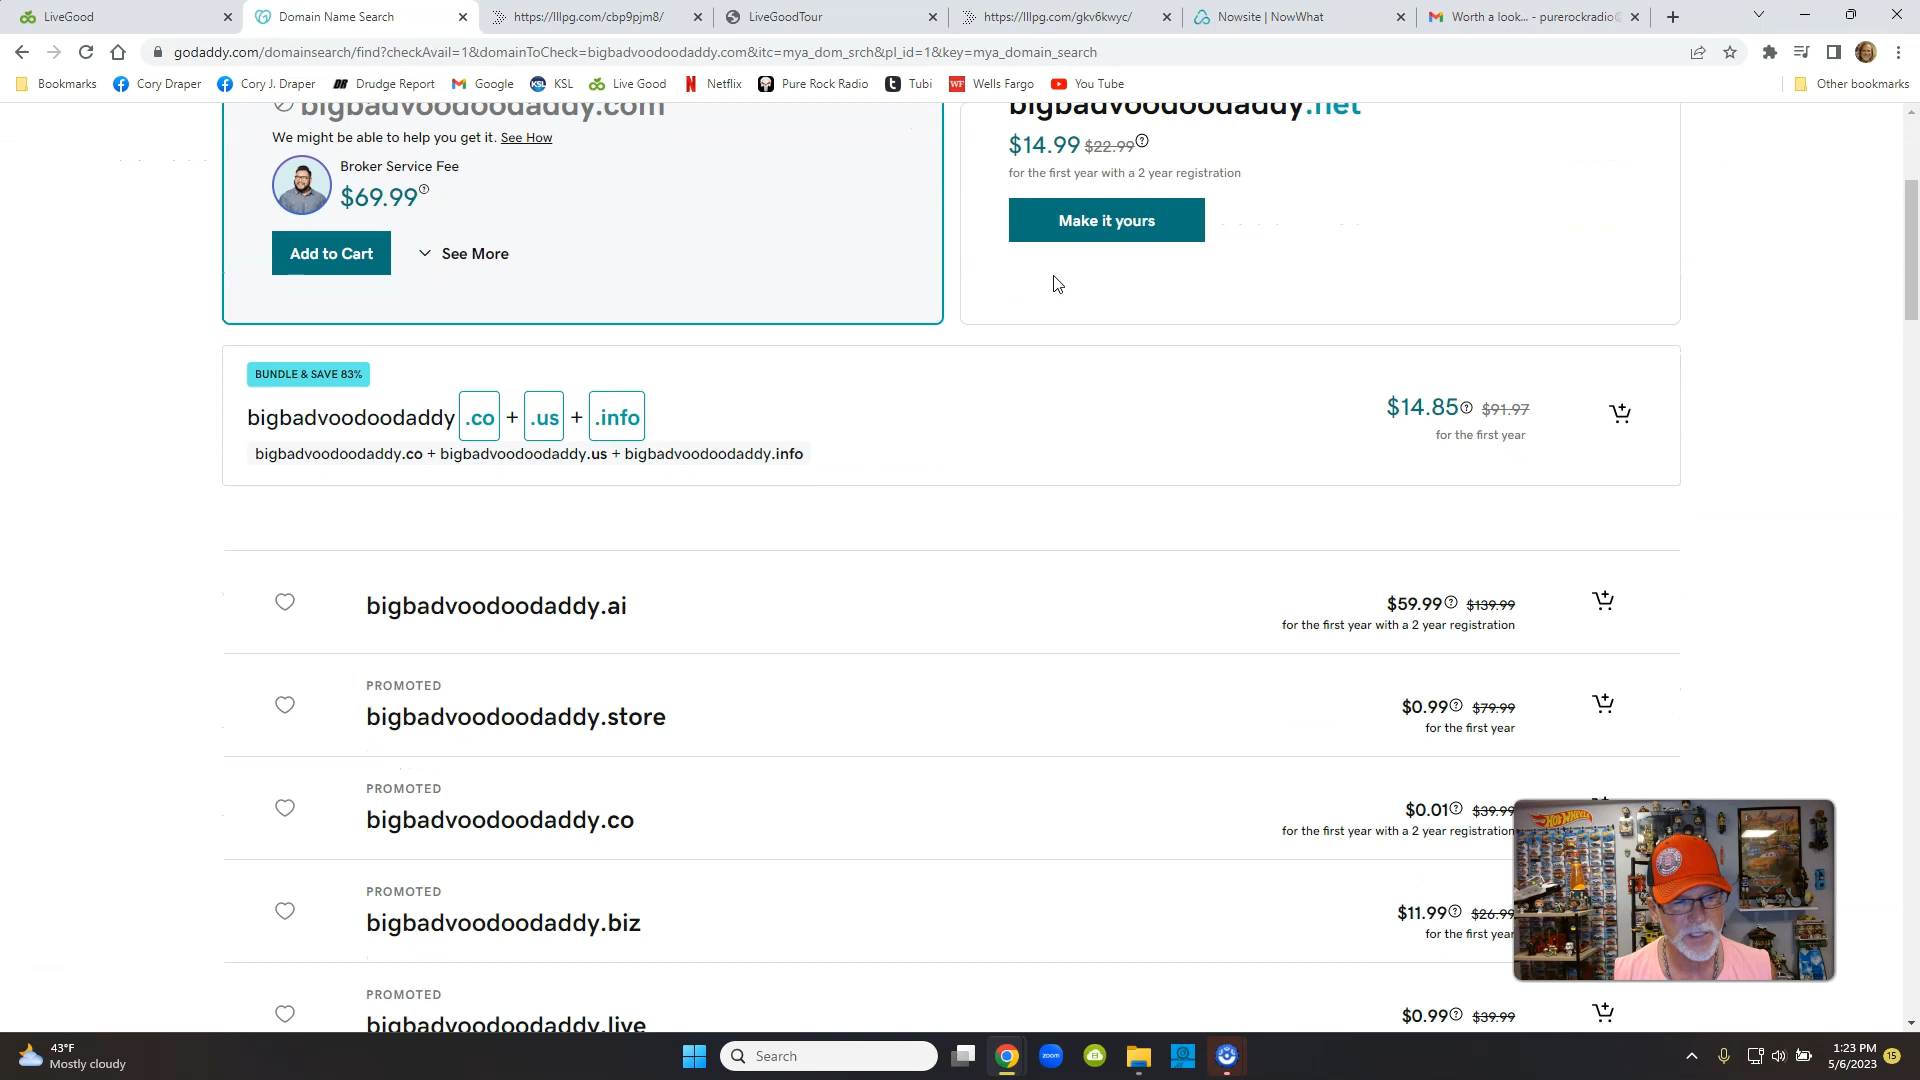 LiveGood
Domain Name Search
https://lllpg.com/cbp9pjm8/
LiveGoodTour
https://lllpg.com/gkv6kwyc/
Nowsite | NowWhat
Worth a look... - purerockradio@
godaddy.com/domainsearch/find?checkAvail=1&domainToCheck=bigbadvoodoodaddy.com&itc=mya_dom_srch&pl_id=1&key=mya_domain_search
Bookmarks
Cory Draper
Cory J. Draper
Drudge Report
Google
KSL
Live Good
Netflix
Pure Rock Radio
Tubi
Wells Fargo
You Tube
Other bookmarks
bigbadvoodoodaddy.com
We might be able to help you get it. See How
Broker Service Fee
$69.99
Add to Cart
See More
bigbadvoodoodaddy.net
$14.99 $22.99
for the first year with a 2 year registration
Make it yours
BUNDLE & SAVE 83%
bigbadvoodoodaddy .co + .us + .info
bigbadvoodoodaddy.co + bigbadvoodoodaddy.us + bigbadvoodoodaddy.info
$14.85 $91.97
for the first year
bigbadvoodoodaddy.ai
$59.99 $139.99
for the first year with a 2 year registration
PROMOTED
bigbadvoodoodaddy.store
$0.99 $79.99
for the first year
PROMOTED
bigbadvoodoodaddy.co
$0.01 $39.99
for the first year with a 2 year registration
PROMOTED
bigbadvoodoodaddy.biz
$11.99 $26.99
for the first year
PROMOTED
bigbadvoodoodaddy.live
$0.99 $39.99
HOT WHEELS
43°F
Mostly cloudy
Search
zoom
1:23 PM
5/6/2023
15